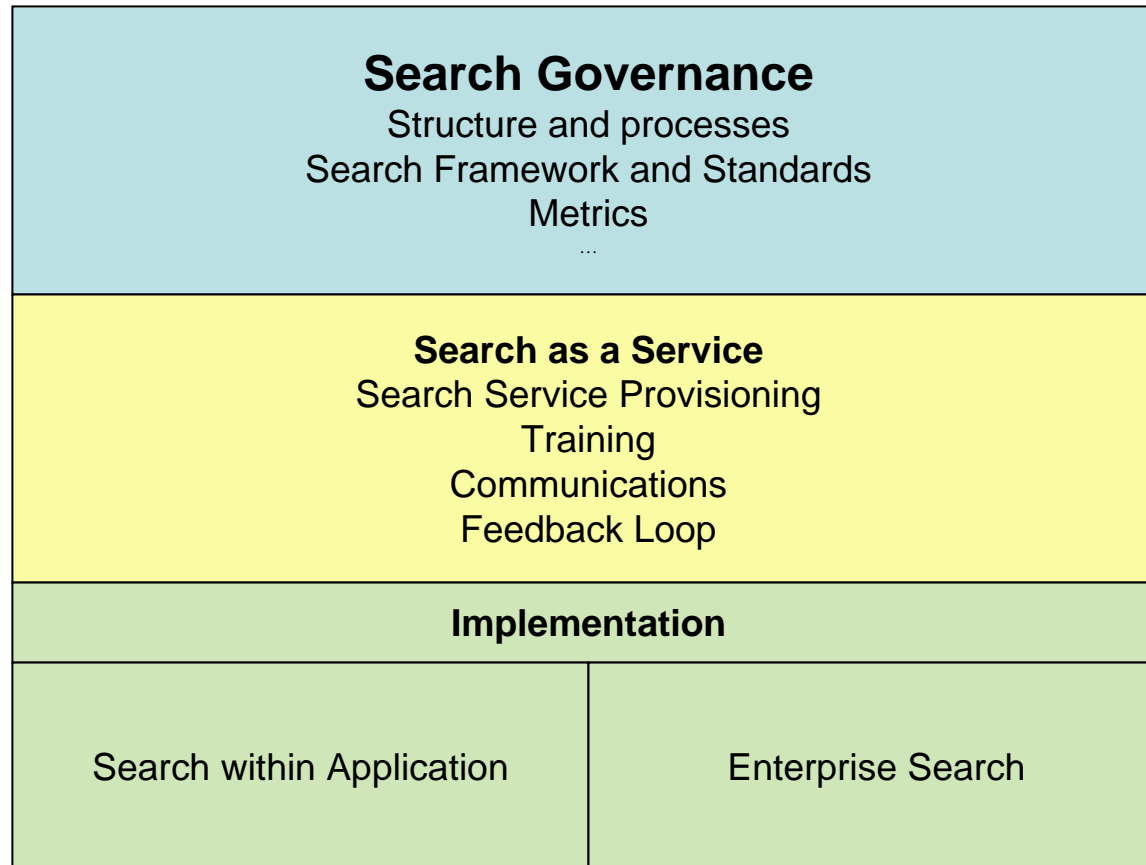 Search Governance
Structure and processes
Search Framework and Standards
Metrics
...
Search as a Service
Search Service Provisioning
Training
Communications
Feedback Loop
Implementation
Search within Application
Enterprise Search